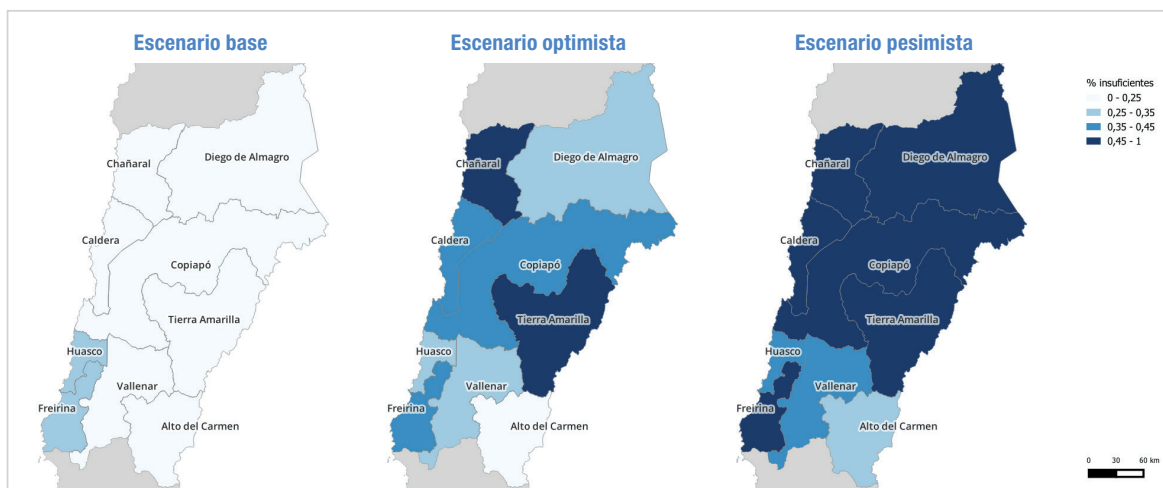 Escenario base
Escenario optimista
Escenario pesimista
Chañaral
Diego de Almagro
Caldera
Copiapó
Tierra Amarilla
Huasco
Vallenar
Freirina
Alto del Carmen
Chañaral
Diego de Almagro
Caldera
Copiapó
Tierra Amarilla
Huasco
Vallenar
Freirina
Alto del Carmen
Chañaral
Diego de Almagro
Caldera
Copiapó
Tierra Amarilla
Huasco
Vallenar
Freirina
Alto del Carmen
% insuficientes
0 - 0,25
0,25 - 0,35
0,35 - 0,45
0,45 - 1
0 30 60 km